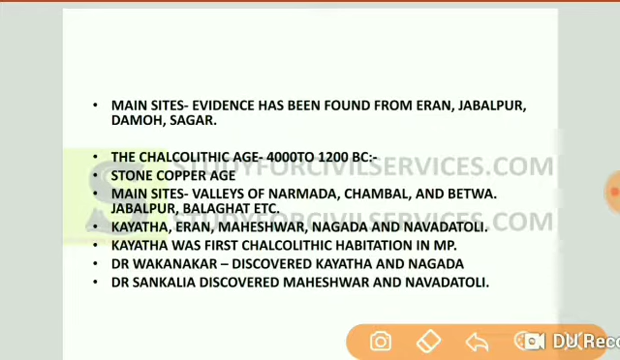 • MAIN SITES- EVIDENCE HAS BEEN FOUND FROM ERAN, JABALPUR,
DAMOH, SAGAR.
• THE CHALCOLITHIC AGE- 4000TO 1200 BC:-
STUDYFORCIVILSERVICES.COM
• STONE COPPER AGE
• MAIN SITES- VALLEYS OF NARMADA, CHAMBAL, AND BETWA.
JABALPUR, BALAGHAT ETC.
STUDYFORCIVILSERVICES.COM
• KAYATHA, ERAN, MAHESHWAR, NAGADA AND NAVADATOLI.
• KAYATHA WAS FIRST CHALCOLITHIC HABITATION IN MP.
• DR WAKANAKAR – DISCOVERED KAYATHA AND NAGADA
• DR SANKALIA DISCOVERED MAHESHWAR AND NAVADATOLI.
DU Reco